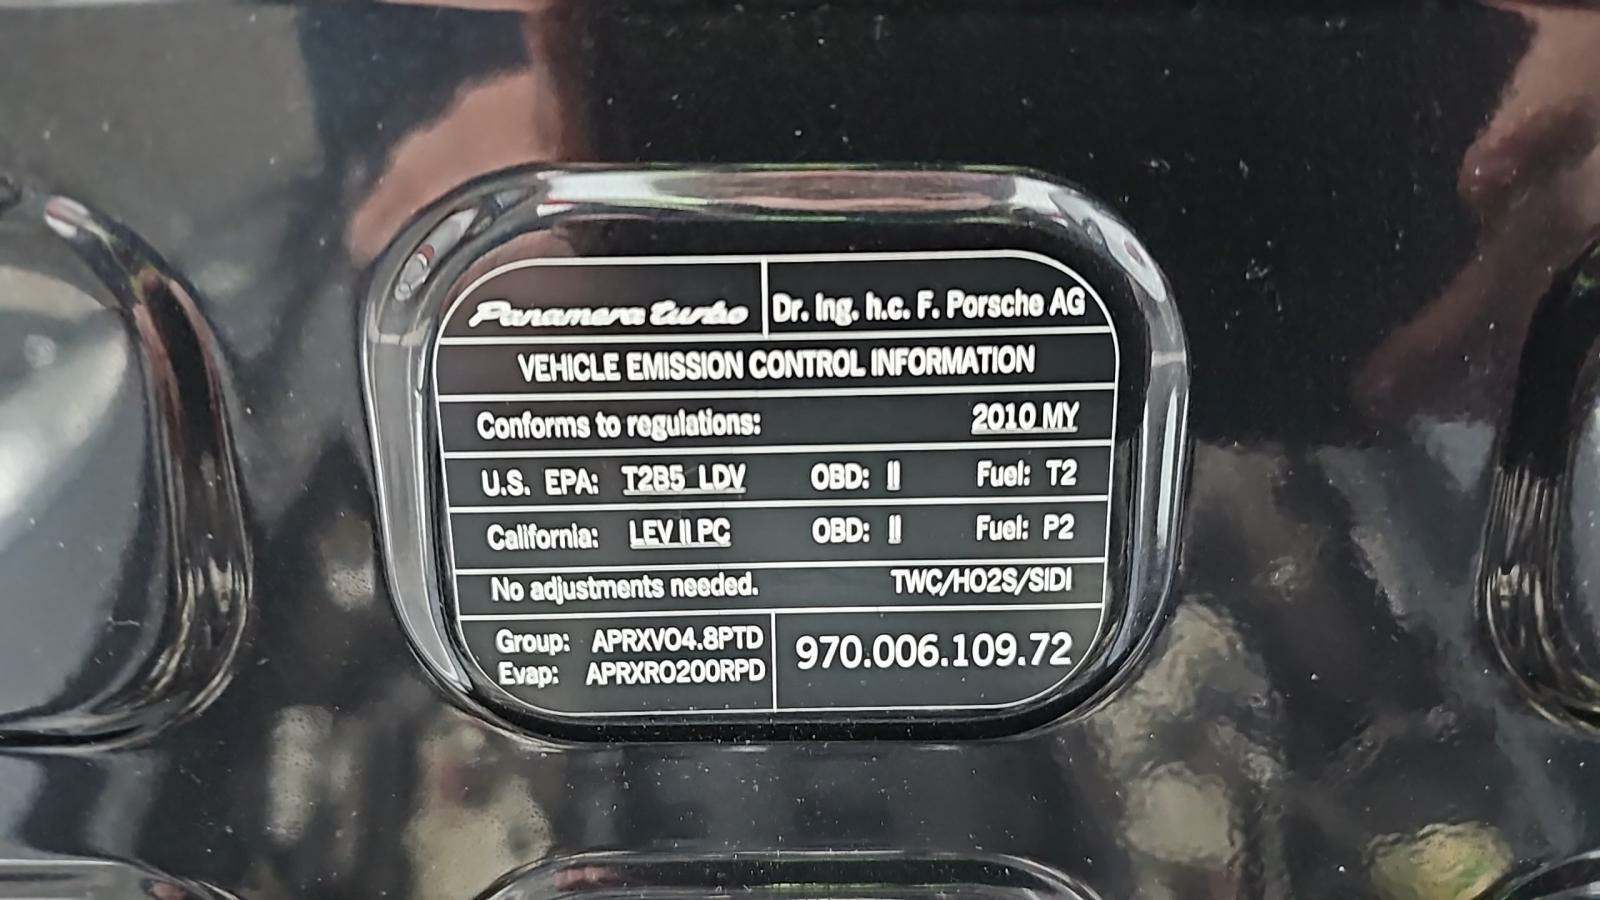 Panamera turbo Dr. Ing. h.c. F. Porsche AG
VEHICLE EMISSION CONTROL INFORMATION
Conforms to regulations: 2010 MY
U.S. EPA: T2B5 LDV OBD: II Fuel: T2
California: LEV II PC OBD: II Fuel: P2
No adjustments needed. TWC/HO2S/SIDI
Group: APRXV04.8PTD
Evap: APRXR0200RPD
970.006.109.72